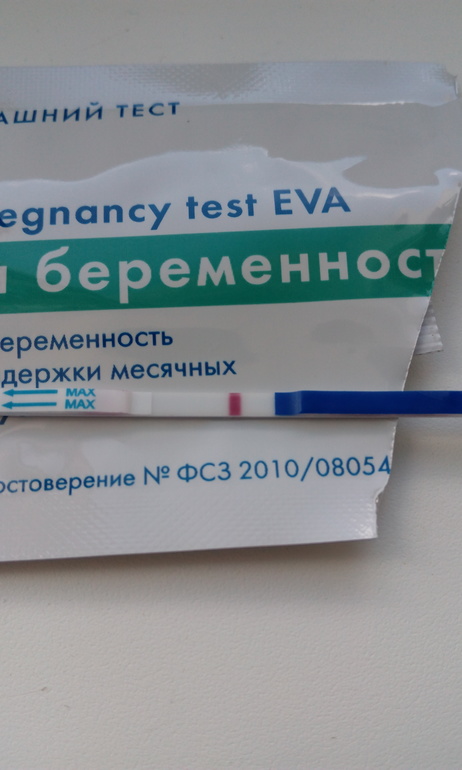 АШНИЙ ТЕСТ
egnancy test EVA
беременност
еременность
держки месячных
MAX
MAX
остоверение № ФСЗ 2010/08054